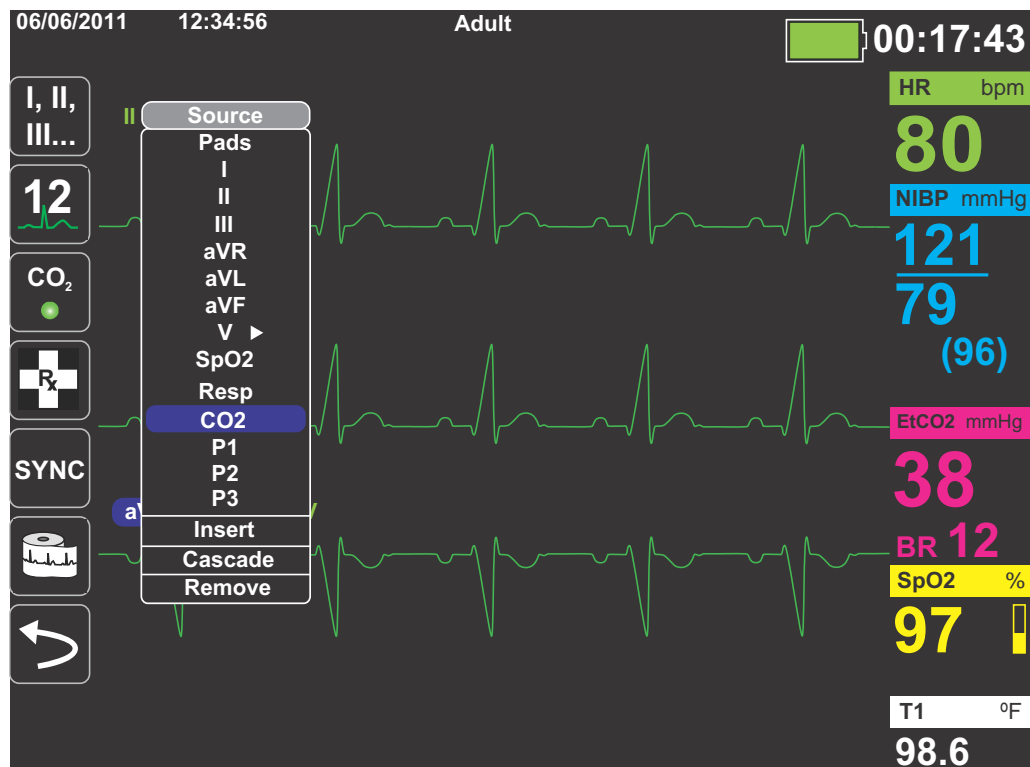 06/06/2011 12:34:56 Adult 00:17:43
I, II,
III...
12
CO₂
Rx
SYNC
II
Source
Pads
I
II
III
aVR
aVL
aVF
V
SpO2
Resp
CO2
P1
P2
P3
Insert
Cascade
Remove
HR bpm
80
NIBP mmHg
121
79
(96)
EtCO2 mmHg
38
BR 12
SpO2 %
97
T1 ºF
98.6